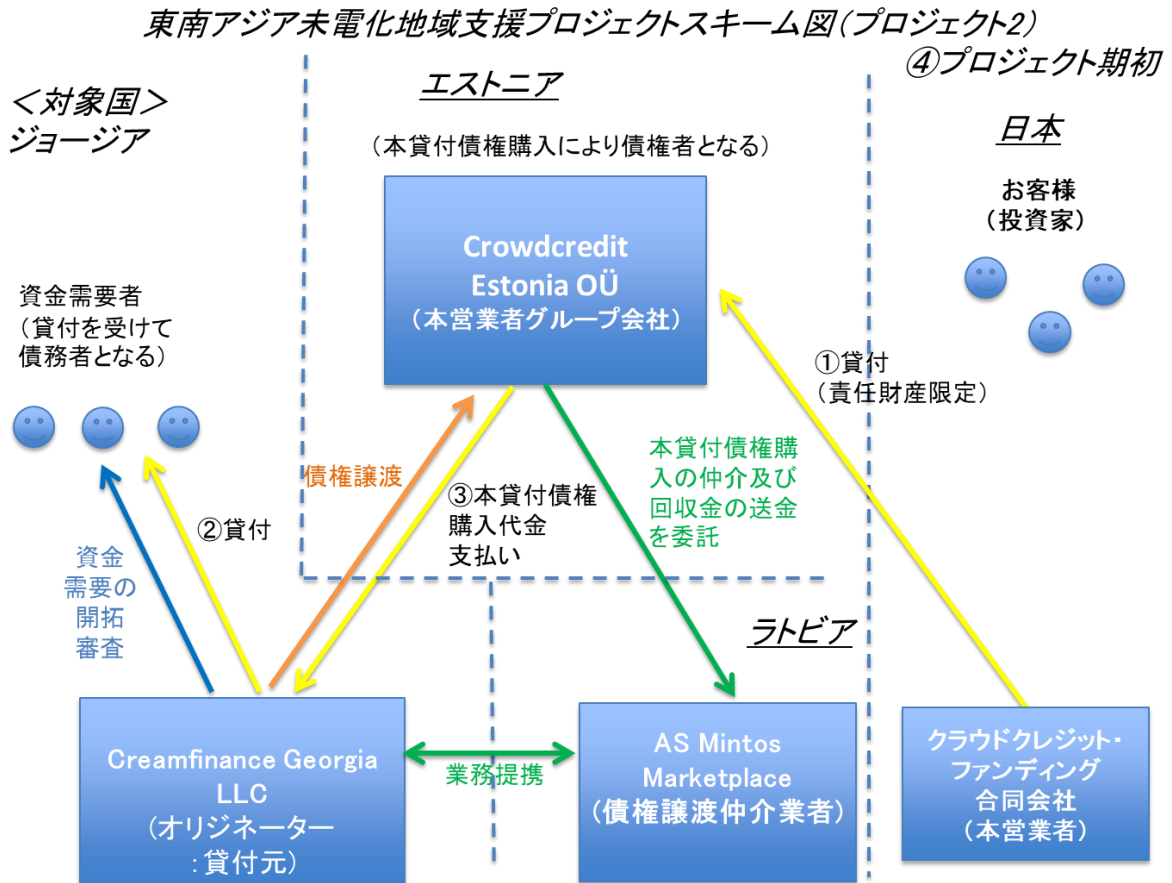 東南アジア未電化地域支援プロジェクトスキーム図(プロジェクト2)
④プロジェクト期初
＜対象国＞
ジョージア
エストニア
(本貸付債権購入により債権者となる)
日本
お客様
(投資家)
Crowdcredit
Estonia OÜ
(本営業者グループ会社)
資金需要者
(貸付を受けて
債務者となる)
①貸付
(責任財産限定)
債権譲渡
③本貸付債権
購入代金
支払い
本貸付債権購
入の仲介及び
回収金の送金
を委託
②貸付
資金
需要の
開拓
審査
ラトビア
Creamfinance Georgia
LLC
(オリジネーター
:貸付元)
業務提携
AS Mintos
Marketplace
(債権譲渡仲介業者)
クラウドクレジット・
ファンディング
合同会社
(本営業者)